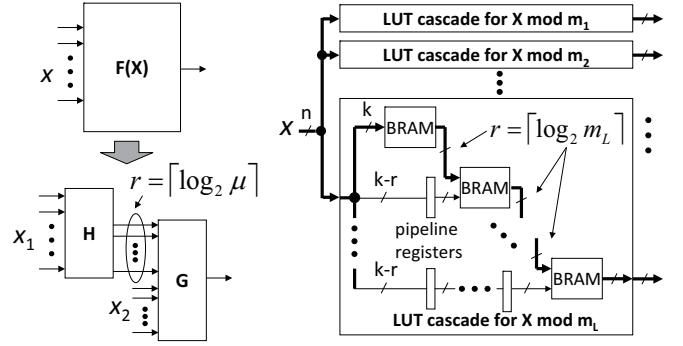 X
F(X)
r = ⌈log₂ μ⌉
X₁
H
G
X₂
LUT cascade for X mod m₁
LUT cascade for X mod m₂
n
X
k
BRAM
r = ⌈log₂ m_L⌉
k-r
BRAM
pipeline
registers
k-r
BRAM
LUT cascade for X mod m_L